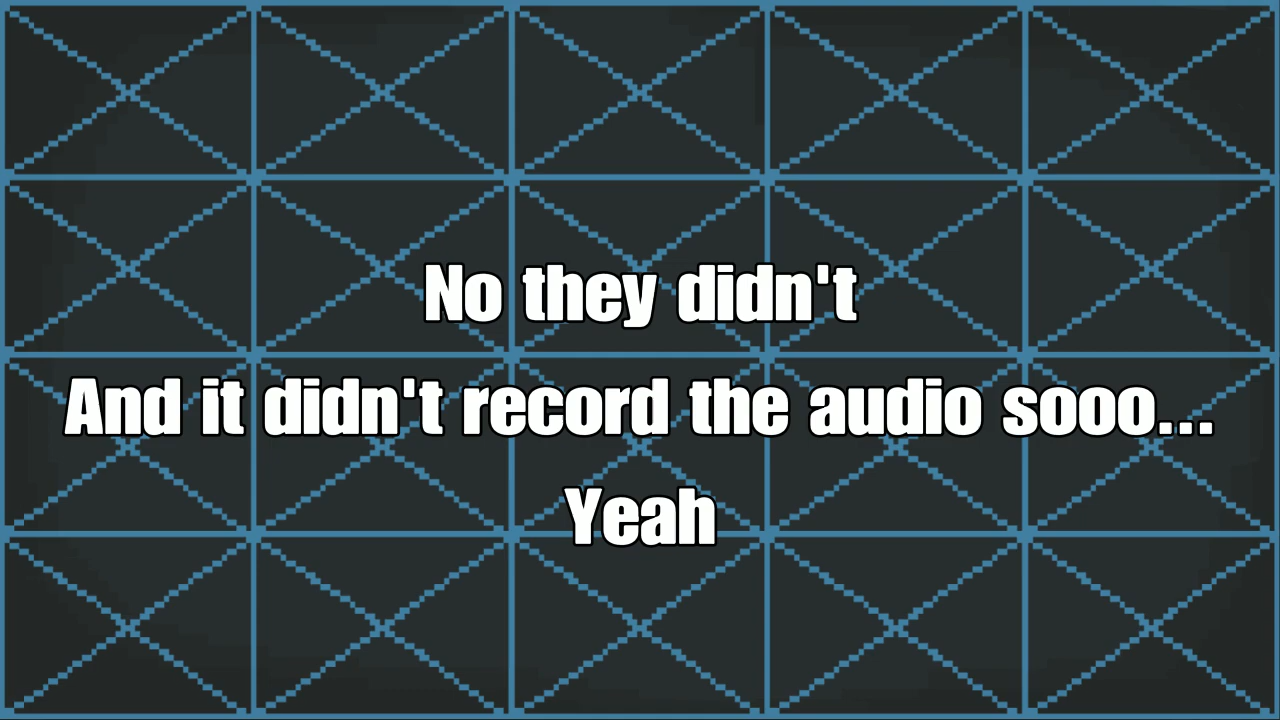 No they didn't
And it didn't record the audio sooo...
Yeah